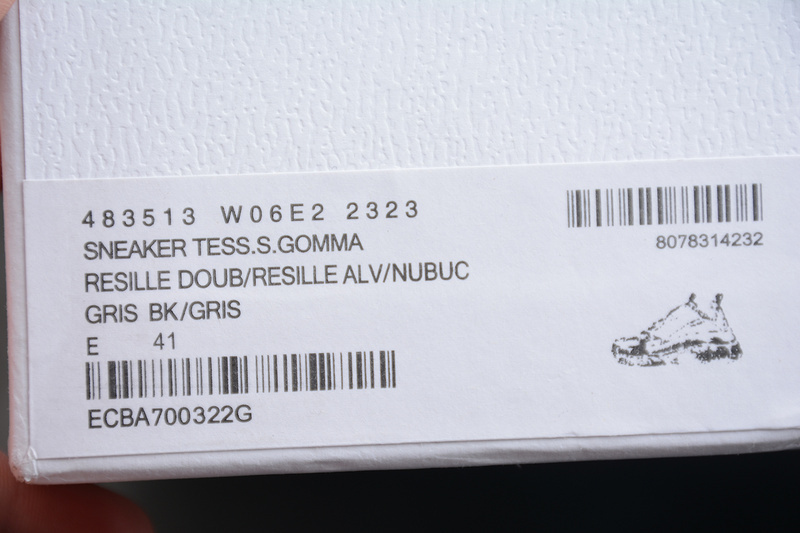 483513 W06E2 2323
SNEAKER TESS.S.GOMMA
RESILLE DOUB/RESILLE ALV/NUBUC
GRIS BK/GRIS
E 41
ECBA700322G
8078314232